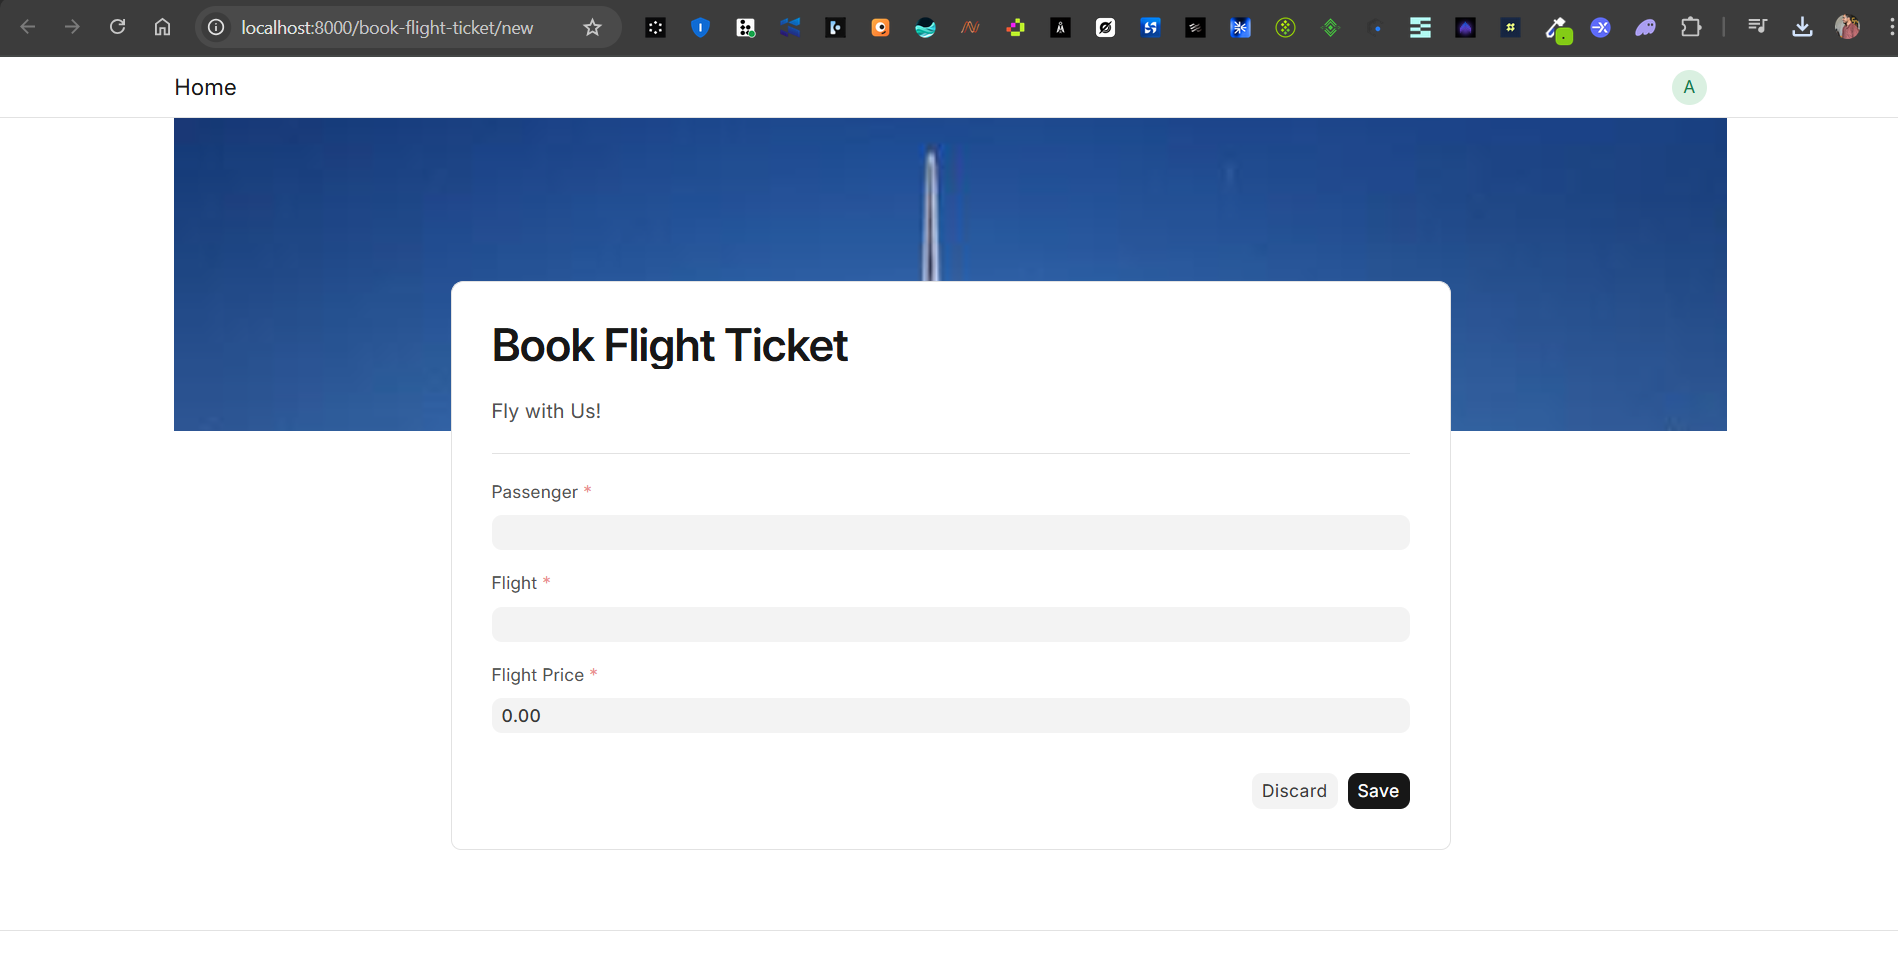 localhost:8000/book-flight-ticket/new
Home
A
Book Flight Ticket
Fly with Us!
Passenger *
Flight *
Flight Price *
0.00
Discard Save